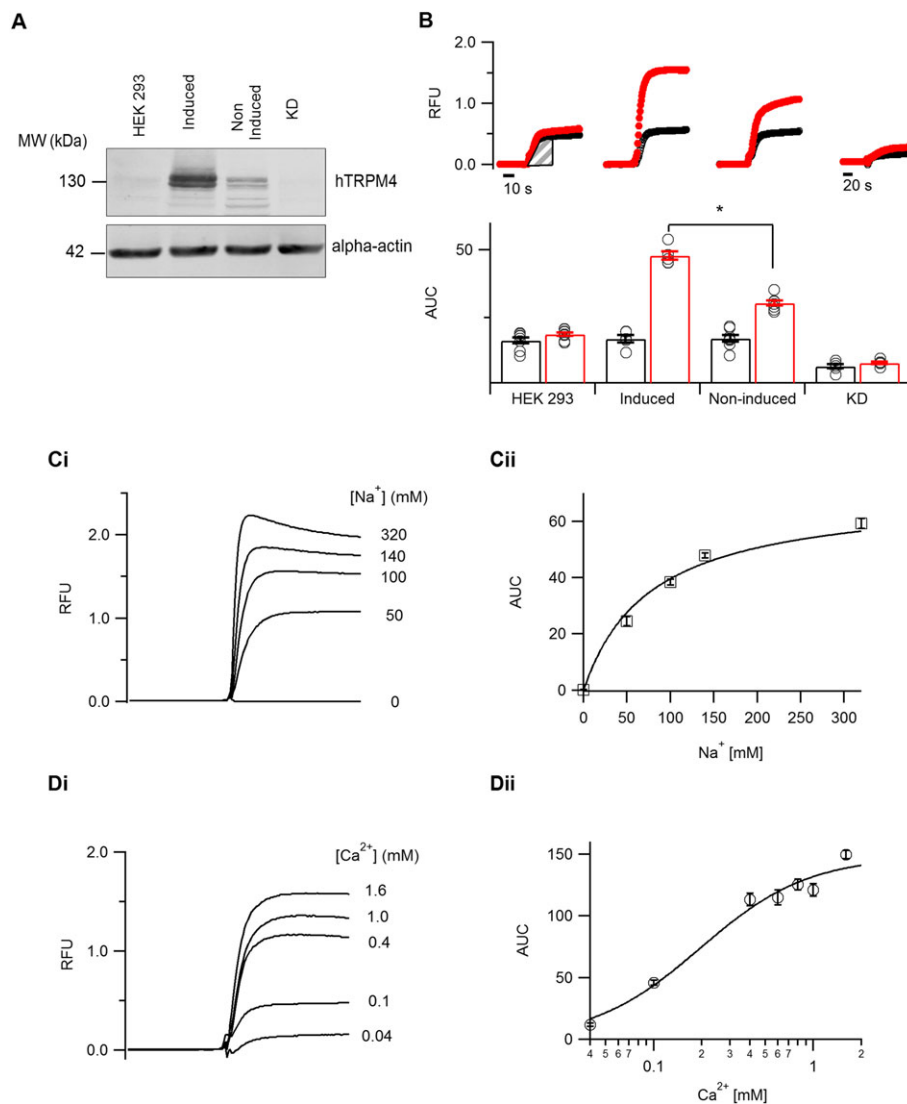 A
HEK 293
Induced
Non
Induced
KD
MW (kDa)
130
hTRPM4
42
alpha-actin
B
2.0
RFU
1.0
0.0
10 s
20 s
*
50
AUC
HEK 293
Induced
Non-induced
KD
Ci
[Na+] (mM)
2.0
320
140
100
RFU
1.0
50
0.0
0
Cii
60
40
AUC
20
0
0 50 100 150 200 250 300
Na+ [mM]
Di
2.0
[Ca2+] (mM)
1.6
1.0
RFU
1.0
0.4
0.1
0.0
0.04
Dii
150
100
AUC
50
0
4 5 6 7 2 3 4 5 6 7 2
0.1 1
Ca2+ [mM]